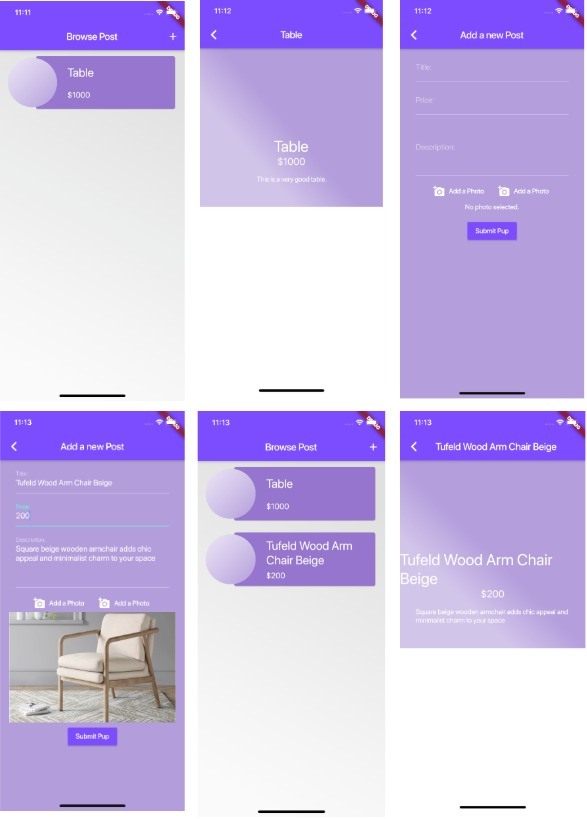 11:11
Browse Post
+
Table
$1000
11:12
Table
Table
$1000
This is a very good table.
11:12
Add a new Post
Title:
Price:
Description:
Add a Photo
Add a Photo
No photo selected.
Submit Pup
11:13
Add a new Post
Title:
Tufeld Wood Arm Chair Beige
Price:
200
Description:
Square beige wooden armchair adds chic
appeal and minimalist charm to your space
Add a Photo
Add a Photo
Submit Pup
11:13
Browse Post
+
Table
$1000
Tufeld Wood Arm
Chair Beige
$200
11:13
Tufeld Wood Arm Chair Beige
Tufeld Wood Arm Chair
Beige
$200
Square beige wooden armchair adds chic appeal and
minimalist charm to your space